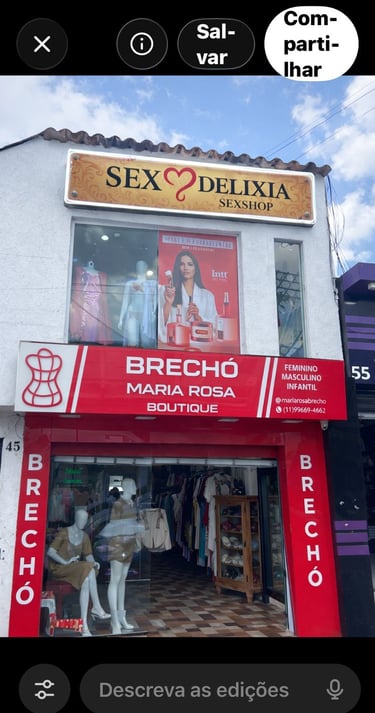 Sal-
var
Com-
parti-
lhar
SEX DELIXIA
SEXSHOP
Intt
BRECHÓ
MARIA ROSA
BOUTIQUE
FEMININO
MASCULINO
INFANTIL
@mariarosabrecho
(11)99669-4662
55
45
BRECHÓ
BRECHÓ
Descreva as edições